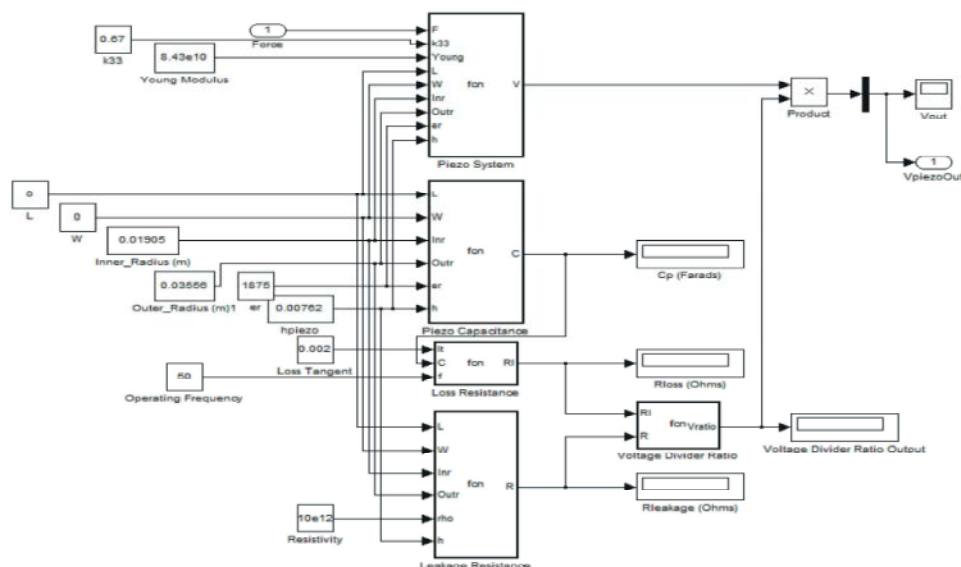 1
Force
0.67
k33
8.43e10
Young Modulus
F
k33
Young
L
W
Inr
Outr
er
h
fcn
V
Piezo System
×
Product
Vout
1
VpiezoOut
0
L
0
W
0.01905
Inner_Radius (m)
0.03556
Outer_Radius (m)1
1875
er
0.00762
hpiezo
L
W
Inr
Outr
er
h
fcn
C
Piezo Capacitance
Cp (Farads)
0.002
Loss Tangent
50
Operating Frequency
lt
C
f
fcn
Rl
Loss Resistance
Rloss (Ohms)
Rl
R
fcn
Vratio
Voltage Divider Ratio
Voltage Divider Ratio Output
L
W
Inr
Outr
rho
h
fcn
R
Leakage Resistance
Rleakage (Ohms)
10e12
Resistivity